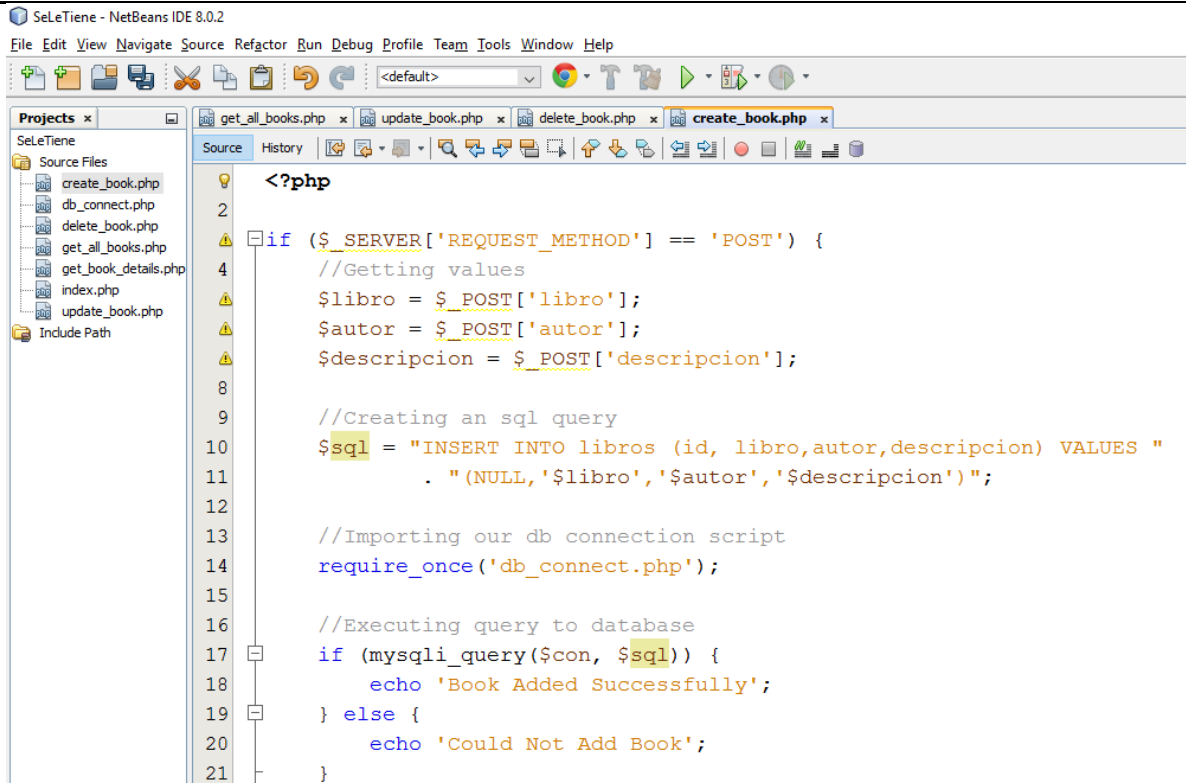 SeLeTiene - NetBeans IDE 8.0.2
File Edit View Navigate Source Refactor Run Debug Profile Team Tools Window Help
<default>
Projects x
get_all_books.php x update_book.php x delete_book.php x create_book.php x
SeLeTiene
Source Files
create_book.php
db_connect.php
delete_book.php
get_all_books.php
get_book_details.php
index.php
update_book.php
Include Path
Source History
<?php
2
if ($_SERVER['REQUEST_METHOD'] == 'POST') {
4 //Getting values
$libro = $_POST['libro'];
$autor = $_POST['autor'];
$descripcion = $_POST['descripcion'];
8
9 //Creating an sql query
10 $sql = "INSERT INTO libros (id, libro,autor,descripcion) VALUES "
11 . "(NULL,'$libro','$autor','$descripcion')";
12
13 //Importing our db connection script
14 require_once('db_connect.php');
15
16 //Executing query to database
17 if (mysqli_query($con, $sql)) {
18 echo 'Book Added Successfully';
19 } else {
20 echo 'Could Not Add Book';
21 }